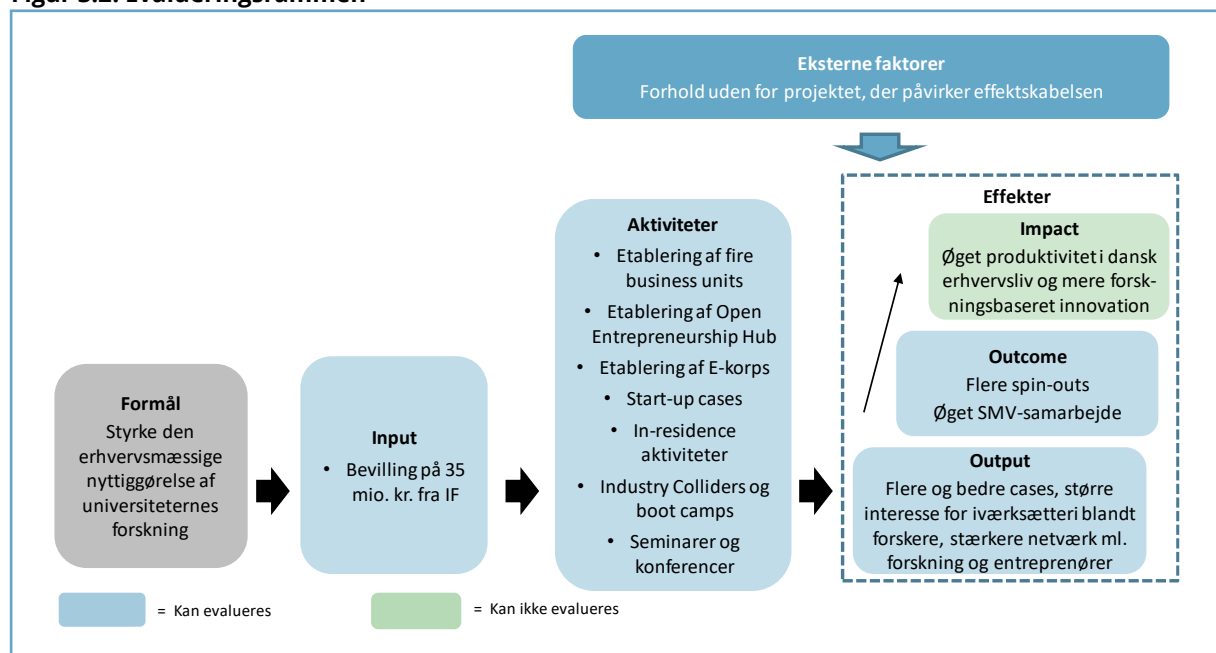 Figur 3.2. Evalueringsrammen
Eksterne faktorer
Forhold uden for projektet, der påvirker effektskabelsen
Formål
Styrke den
erhvervsmæssige
nyttiggørelse af
universiteternes
forskning
Input
• Bevilling på 35
mio. kr. fra IF
Aktiviteter
• Etablering af fire
business units
• Etablering af Open
Entrepreneurship Hub
• Etablering af E-korps
• Start-up cases
• In-residence
aktiviteter
• Industry Colliders og
boot camps
• Seminarer og
konferencer
Effekter
Impact
Øget produktivitet i dansk
erhvervsliv og mere forsk-
ningsbaseret innovation
Outcome
Flere spin-outs
Øget SMV-samarbejde
Output
Flere og bedre cases, større
interesse for iværksætteri blandt
forskere, stærkere netværk ml.
forskning og entreprenører
= Kan evalueres
= Kan ikke evalueres